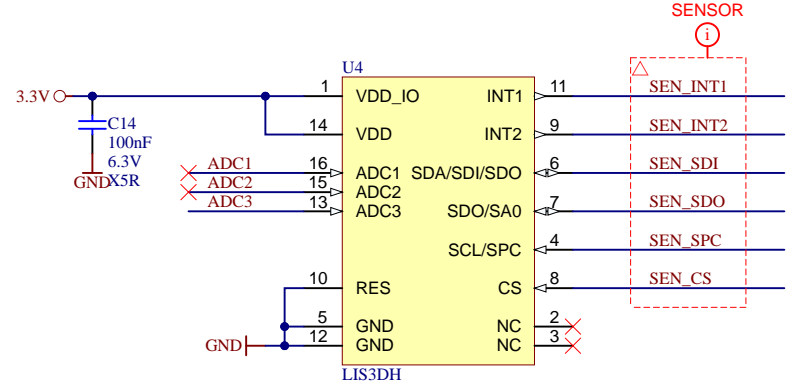 SENSOR
i
U4
3.3V
1 VDD_IO INT1 11 SEN_INT1
C14
100nF
6.3V
X5R
GND
14 VDD INT2 9 SEN_INT2
ADC1 16 ADC1 SDA/SDI/SDO 6 SEN_SDI
ADC2 15 ADC2
ADC3 13 ADC3 SDO/SA0 7 SEN_SDO
SCL/SPC 4 SEN_SPC
10 RES CS 8 SEN_CS
5 GND NC 2
GND 12 GND NC 3
LIS3DH